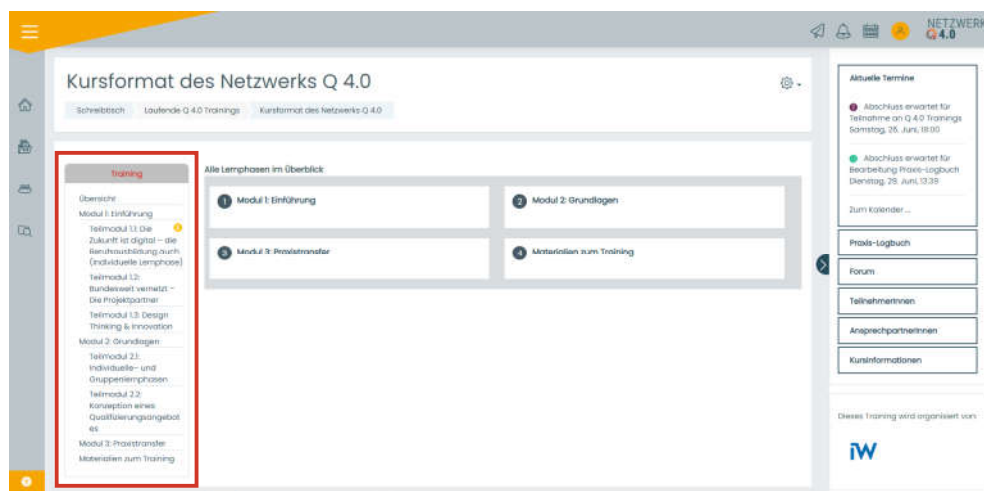 NETZWERK
Q 4.0
Kursformat des Netzwerks Q 4.0
Schreibtisch Laufende Q 4.0 Trainings Kursformat des Netzwerks Q 4.0
Training
Übersicht
Modul 1: Einführung
Teilmodul 1.1: Die
Zukunft ist digital – die
Berufsausbildung auch
(individuelle Lernphase)
Teilmodul 1.2:
Bundesweit vernetzt –
Die Projektpartner
Teilmodul 1.3: Design
Thinking & Innovation
Modul 2: Grundlagen
Teilmodul 2.1:
Individuelle- und
Gruppenlernphasen
Teilmodul 2.2:
Konzeption eines
Qualifizierungsangebot
es
Modul 3: Praxistransfer
Materialien zum Training
Alle Lernphasen im Überblick
1 Modul 1: Einführung
2 Modul 2: Grundlagen
3 Modul 3: Praxistransfer
4 Materialien zum Training
Aktuelle Termine
Abschluss erwartet für
Teilnahme an Q 4.0 Trainings
Samstag, 26. Juni, 18:00
Abschluss erwartet für
Bearbeitung Praxis-Logbuch
Dienstag, 29. Juni, 13:39
Zum Kalender ...
Praxis-Logbuch
Forum
TeilnehmerInnen
AnsprechpartnerInnen
Kursinformationen
Dieses Training wird organisiert von:
iW